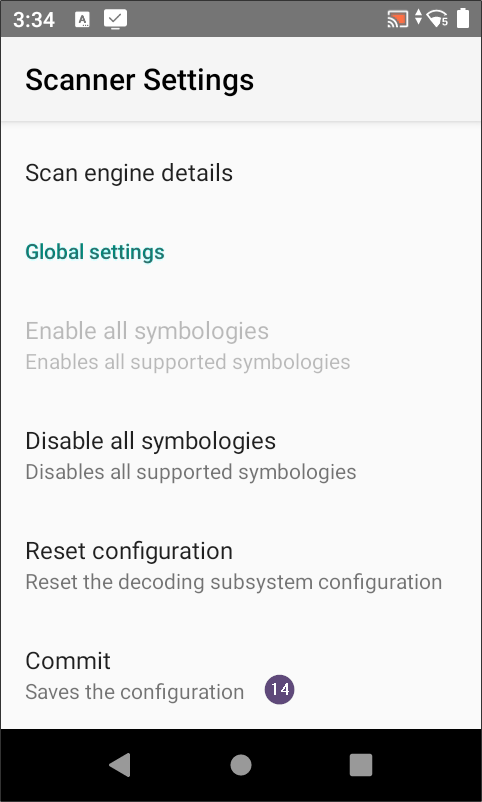 3:34
A
5
Scanner Settings
Scan engine details
Global settings
Enable all symbologies
Enables all supported symbologies
Disable all symbologies
Disables all supported symbologies
Reset configuration
Reset the decoding subsystem configuration
Commit
Saves the configuration 14